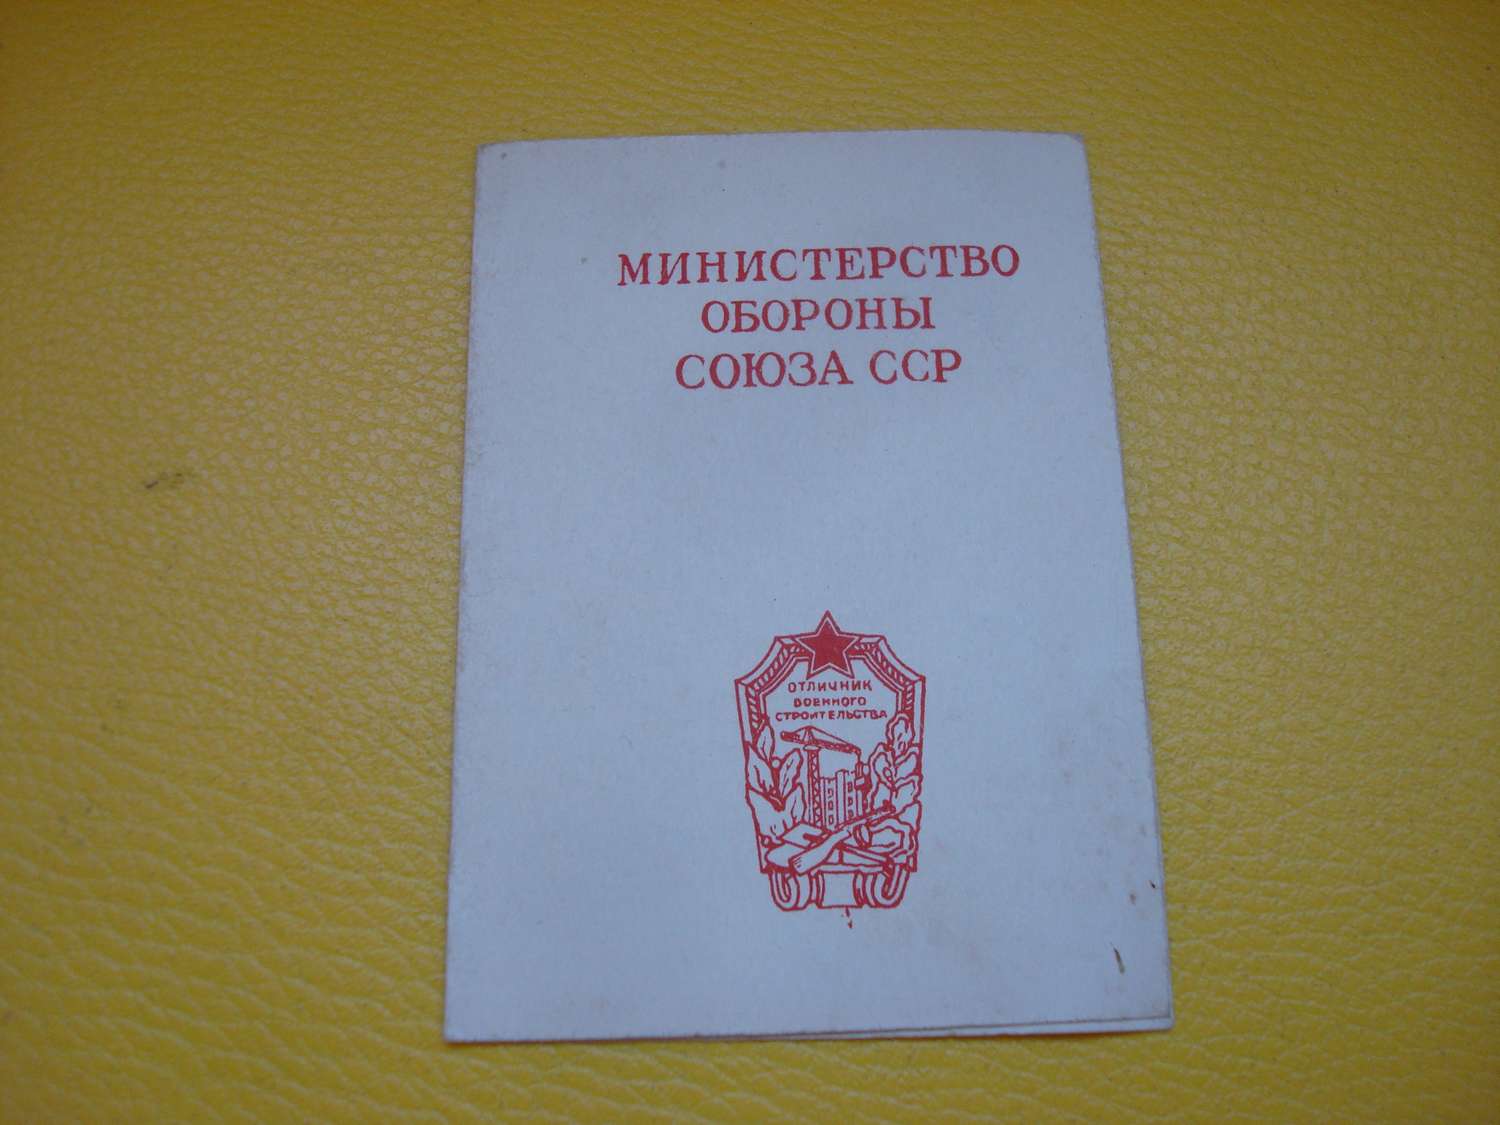 МИНИСТЕРСТВО
ОБОРОНЫ
СОЮЗА ССР
ОТЛИЧНИК
ВОЕННОГО
СТРОИТЕЛЬСТВА